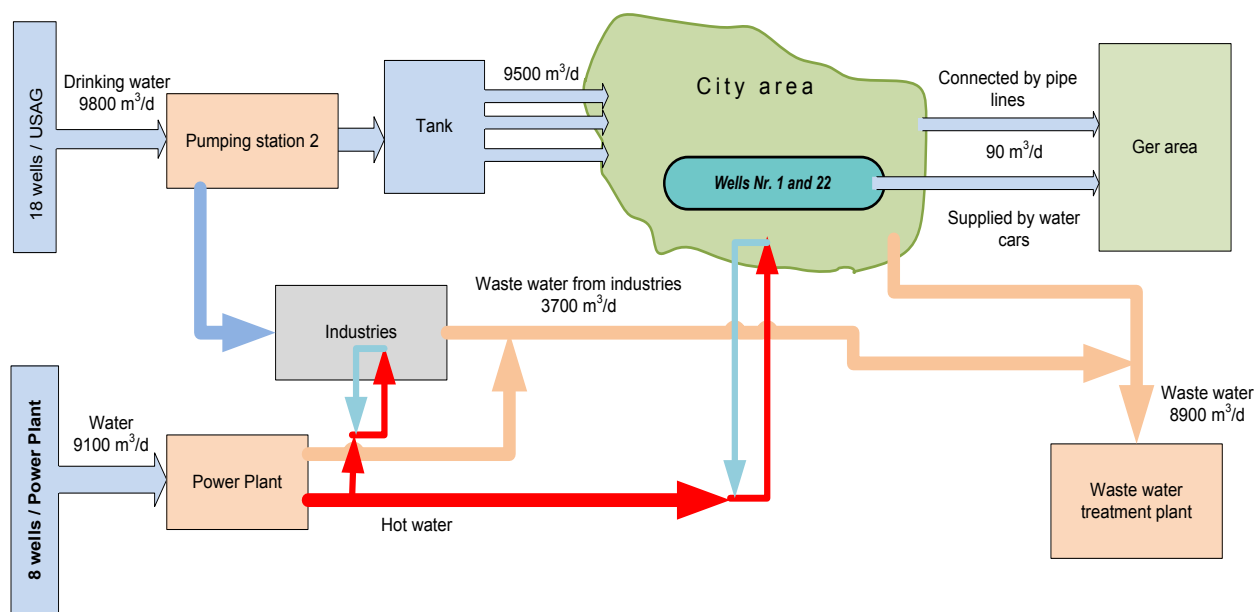 18 wells / USAG
Drinking water
9800 m³/d
Pumping station 2
Tank
9500 m³/d
City area
Wells Nr. 1 and 22
Connected by pipe
lines
90 m³/d
Supplied by water
cars
Ger area
Industries
Waste water from industries
3700 m³/d
8 wells / Power Plant
Water
9100 m³/d
Power Plant
Hot water
Waste water
8900 m³/d
Waste water
treatment plant